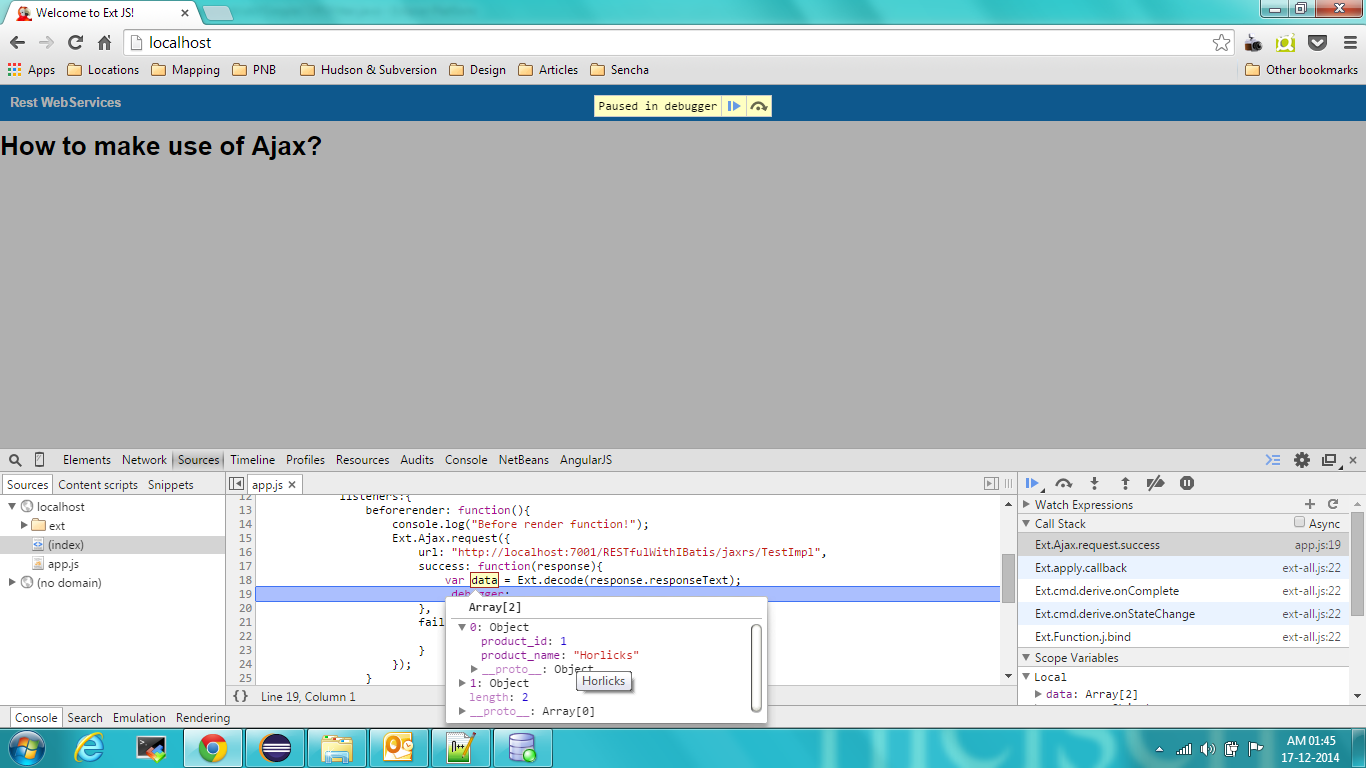 Welcome to Ext JS!
localhost
Apps Locations Mapping PNB Hudson & Subversion Design Articles Sencha Other bookmarks
Rest WebServices
Paused in debugger
How to make use of Ajax?
Elements Network Sources Timeline Profiles Resources Audits Console NetBeans AngularJS
Sources Content scripts Snippets
localhost
ext
(index)
app.js
(no domain)
app.js
12 listeners:{
13 beforerender: function(){
14 console.log("Before render function!");
15 Ext.Ajax.request({
16 url: "http://localhost:7001/RESTfulWithIBatis/jaxrs/TestImpl",
17 success: function(response){
18 var data = Ext.decode(response.responseText);
19 debugger;
20 },
21 fail
22
23 }
24 });
25 }
Array[2]
0: Object
product_id: 1
product_name: "Horlicks"
__proto__: Object
Horlicks
1: Object
length: 2
__proto__: Array[0]
{} Line 19, Column 1
Watch Expressions
Call Stack Async
Ext.Ajax.request.success app.js:19
Ext.apply.callback ext-all.js:22
Ext.cmd.derive.onComplete ext-all.js:22
Ext.cmd.derive.onStateChange ext-all.js:22
Ext.Function.j.bind ext-all.js:22
Scope Variables
Local
data: Array[2]
Console Search Emulation Rendering
AM 01:45
17-12-2014